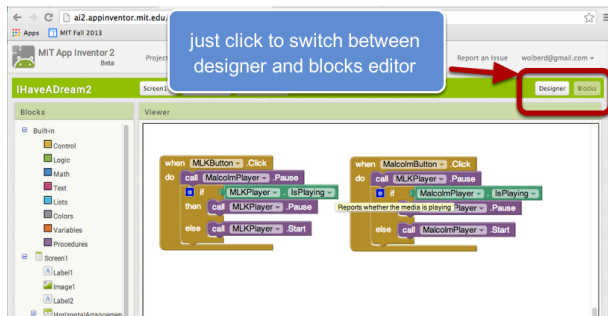 ai2.appinventor.mit.edu
Apps MIT Fall 2013
just click to switch between
designer and blocks editor
MIT App Inventor 2
Beta
Project
Report an Issue
wolberd@gmail.com
IHaveADream2
Screen1
Designer
Blocks
Blocks
Viewer
Built-in
Control
Logic
Math
Text
Lists
Colors
Variables
Procedures
Screen1
Label1
Image1
Label2
HorizontalArrangemen
when MLKButton .Click
do call MalcolmPlayer .Pause
if MLKPlayer . IsPlaying
then call MLKPlayer .Pause
else call MLKPlayer .Start
when MalcolmButton .Click
do call MLKPlayer .Pause
if MalcolmPlayer . IsPlaying
Reports whether the media is playing
Player .Pause
else call MalcolmPlayer .Start